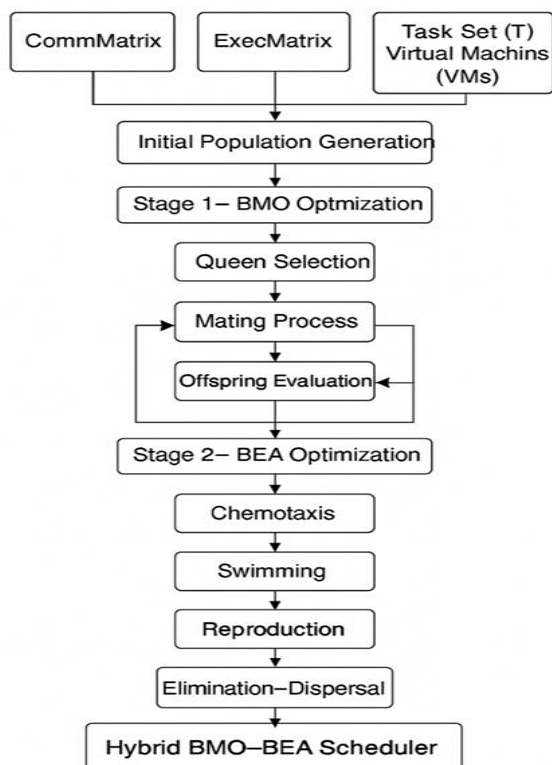 CommMatrix
ExecMatrix
Task Set (T)
Virtual Machins
(VMs)
Initial Population Generation
Stage 1– BMO Optmization
Queen Selection
Mating Process
Offspring Evaluation
Stage 2– BEA Optimization
Chemotaxis
Swimming
Reproduction
Elimination–Dispersal
Hybrid BMO–BEA Scheduler